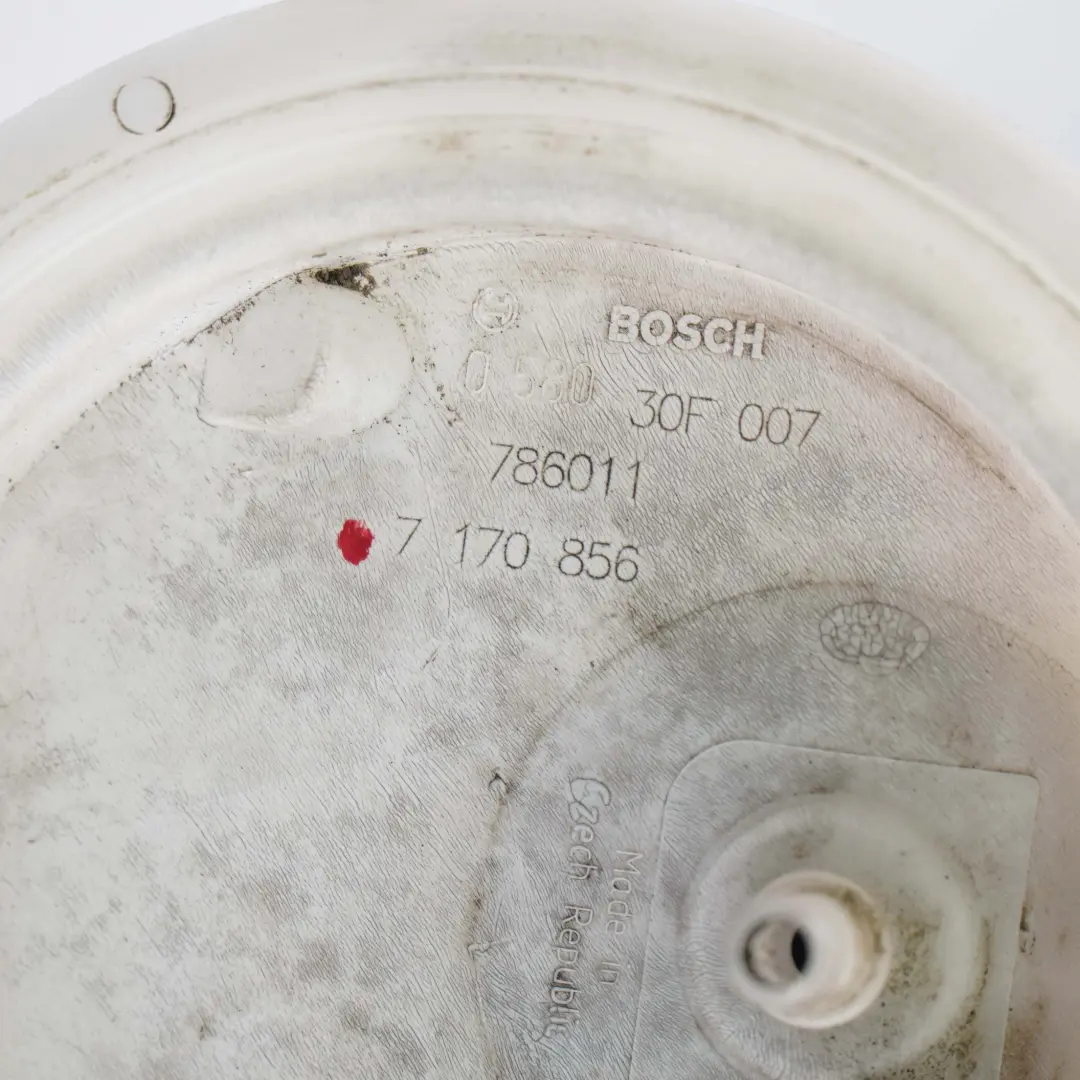 BOSCH
0 580 30F 007
786011
7 170 856
Made in
Czech Republic